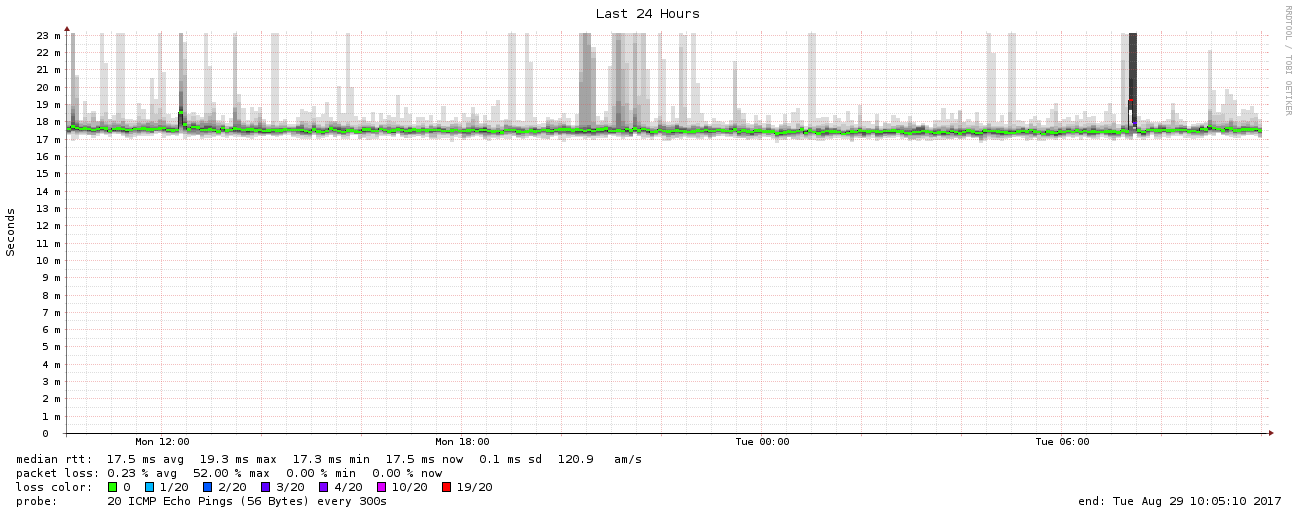 Last 24 Hours
RRDTOOL / TOBI OETIKER
Seconds
23 m
22 m
21 m
20 m
19 m
18 m
17 m
16 m
15 m
14 m
13 m
12 m
11 m
10 m
9 m
8 m
7 m
6 m
5 m
4 m
3 m
2 m
1 m
0
Mon 12:00 Mon 18:00 Tue 00:00 Tue 06:00
median rtt: 17.5 ms avg 19.3 ms max 17.3 ms min 17.5 ms now 0.1 ms sd 120.9 am/s
packet loss: 0.23 % avg 52.00 % max 0.00 % min 0.00 % now
loss color: 0 1/20 2/20 3/20 4/20 10/20 19/20
probe: 20 ICMP Echo Pings (56 Bytes) every 300s end: Tue Aug 29 10:05:10 2017